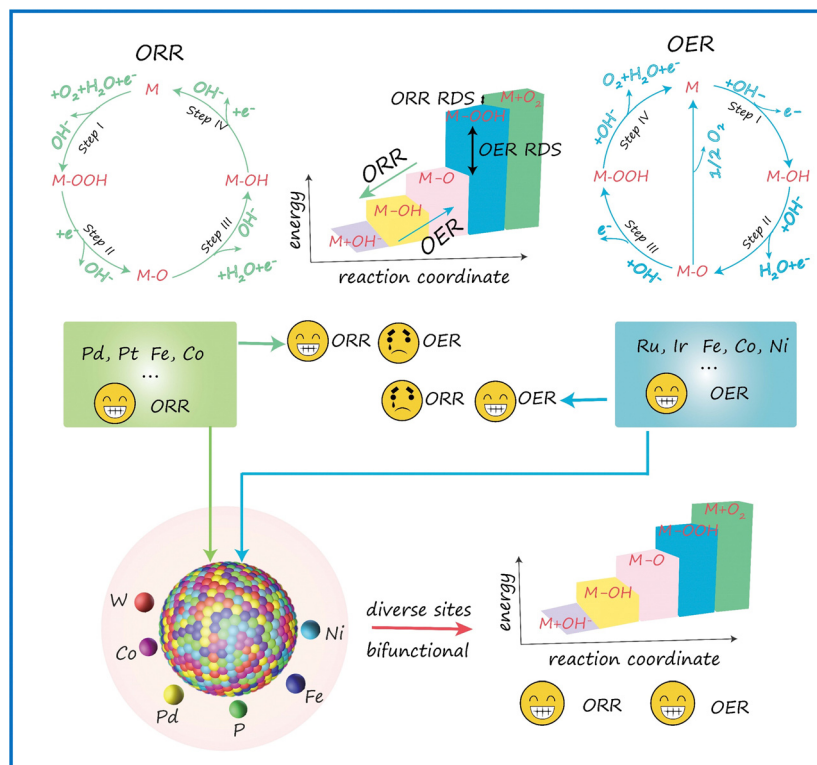 ORR
+O₂+H₂O+e⁻
M
OH⁻
+e⁻
OH⁻
Step I
Step IV
M-OOH
M-OH
+e⁻
Step II
OH⁻
Step III
OH⁻
+H₂O+e⁻
M-O
ORR RDS
M+O₂
M-OOH
OER RDS
ORR
M-O
M-OH
M+OH⁻
OER
energy
reaction coordinate
OER
O₂+H₂O+e⁻
M
+OH⁻
+OH⁻
Step IV
Step I
e⁻
1/2 O₂
M-OOH
M-OH
+OH⁻
e⁻
Step III
Step II
+OH⁻
M-O
H₂O+e⁻
Pd, Pt Fe, Co
...
ORR
ORR
OER
ORR
OER
Ru, Ir Fe, Co, Ni
...
OER
W
Co
Pd
P
Fe
Ni
diverse sites
bifunctional
energy
M+O₂
M-OOH
M-O
M-OH
M+OH⁻
reaction coordinate
ORR
OER